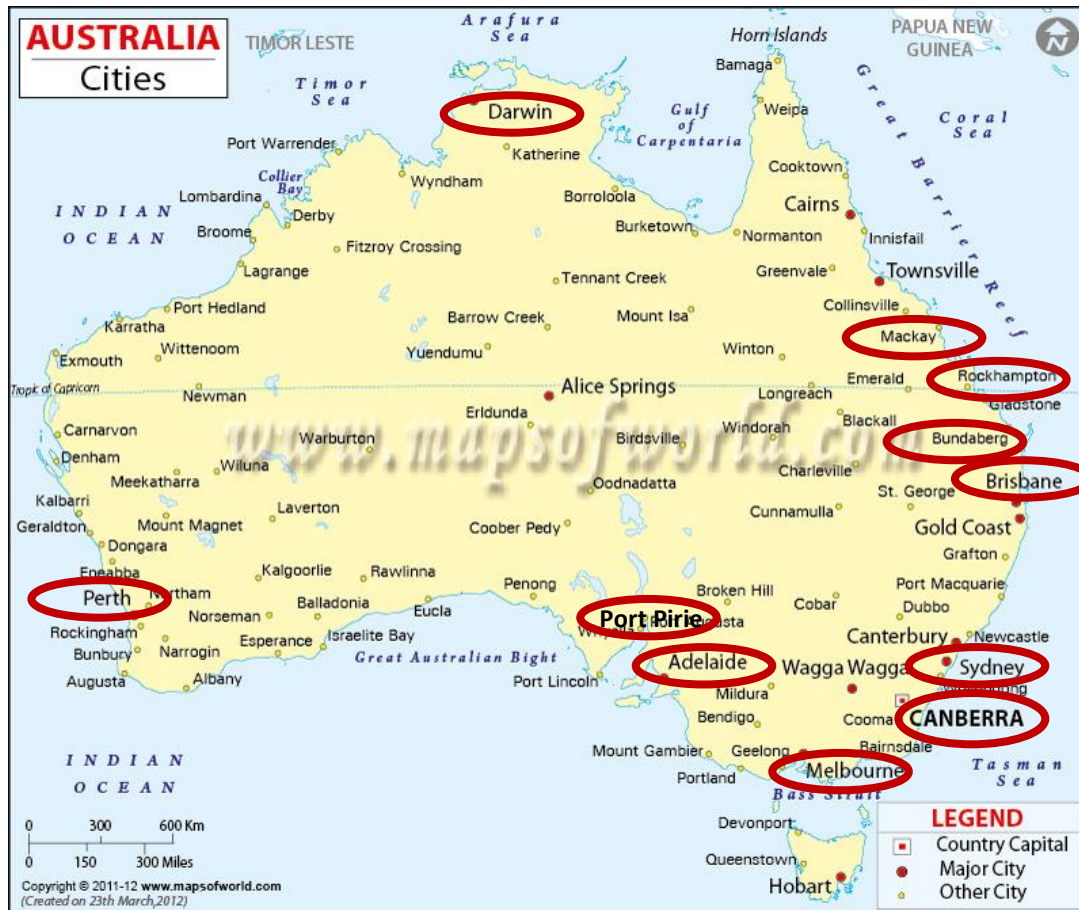 AUSTRALIA
Cities
TIMOR LESTE
Arafura
Sea
Horn Islands
PAPUA NEW
GUINEA
N
Bamaga
Timor
Sea
Darwin
Gulf
of
Carpentaria
Weipa
Coral
Sea
Great Barrier Reef
Port Warrender
Katherine
Collier
Bay
Wyndham
Cooktown
Lombardina
Borroloola
INDIAN
OCEAN
Derby
Cairns
Broome
Fitzroy Crossing
Burketown
Normanton
Innisfail
Lagrange
Tennant Creek
Greenvale
Townsville
Port Hedland
Barrow Creek
Mount Isa
Collinsville
Karratha
Mackay
Exmouth
Wittenoom
Yuendumu
Winton
Tropic of Capricorn
Newman
Alice Springs
Longreach
Emerald
Rockhampton
Gladstone
Erldunda
Blackall
Carnarvon
www.mapsofworld.com
Warburton
Birdsville
Windorah
Bundaberg
Denham
Wiluna
Meekatharra
Charleville
Oodnadatta
St. George
Brisbane
Kalbarri
Laverton
Cunnamulla
Geraldton
Mount Magnet
Coober Pedy
Gold Coast
Dongara
Grafton
Eneabba
Kalgoorlie
Rawlinna
Penong
Broken Hill
Port Macquarie
Perth
Northam
Balladonia
Eucla
Cobar
Dubbo
Norseman
Port Pirie
Port Augusta
Whyalla
Rockingham
Israelite Bay
Canterbury
Newcastle
Bunbury
Narrogin
Esperance
Great Australian Bight
Adelaide
Wagga Wagga
Sydney
Augusta
Albany
Port Lincoln
Mildura
Wollongong
Bendigo
Cooma
CANBERRA
INDIAN
OCEAN
Mount Gambier
Geelong
Bairnsdale
Portland
Melbourne
Tasman
Sea
Bass Strait
Devonport
Queenstown
Hobart
0 300 600 Km
0 150 300 Miles
LEGEND
Country Capital
Major City
Other City
Copyright © 2011-12 www.mapsofworld.com
(Created on 23th March,2012)